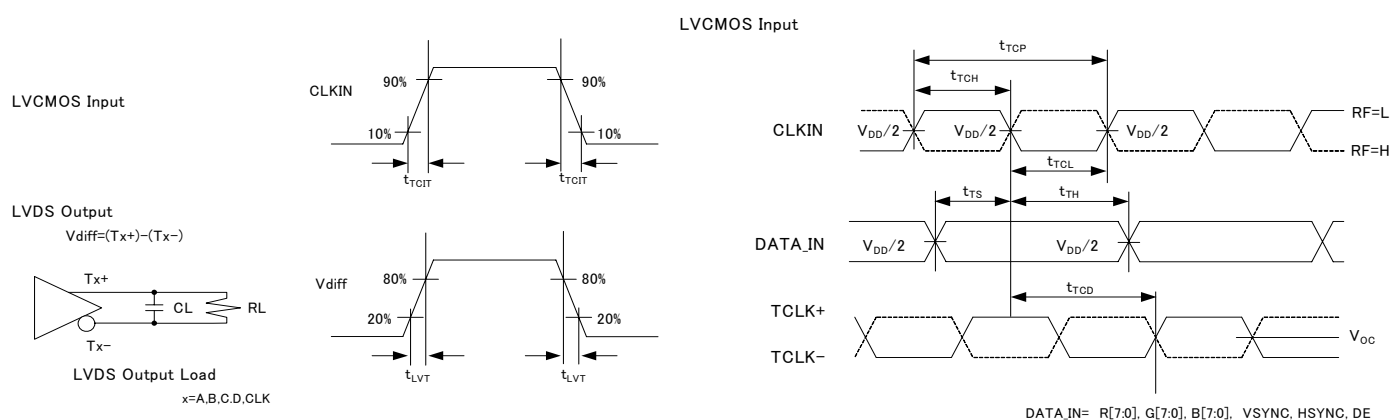 LVCMOS Input
CLKIN
90%
90%
10%
10%
tTCIT
tTCIT
LVDS Output
Vdiff=(Tx+)-(Tx-)
Tx+
CL
RL
Tx-
LVDS Output Load
x=A,B,C.D,CLK
Vdiff
80%
80%
20%
20%
tLVT
tLVT
LVCMOS Input
tTCP
tTCH
CLKIN
VDD/2
VDD/2
VDD/2
RF=L
RF=H
tTCL
tTS
tTH
DATA_IN
VDD/2
VDD/2
tTCD
TCLK+
TCLK-
VOC
DATA_IN= R[7:0], G[7:0], B[7:0], VSYNC, HSYNC, DE